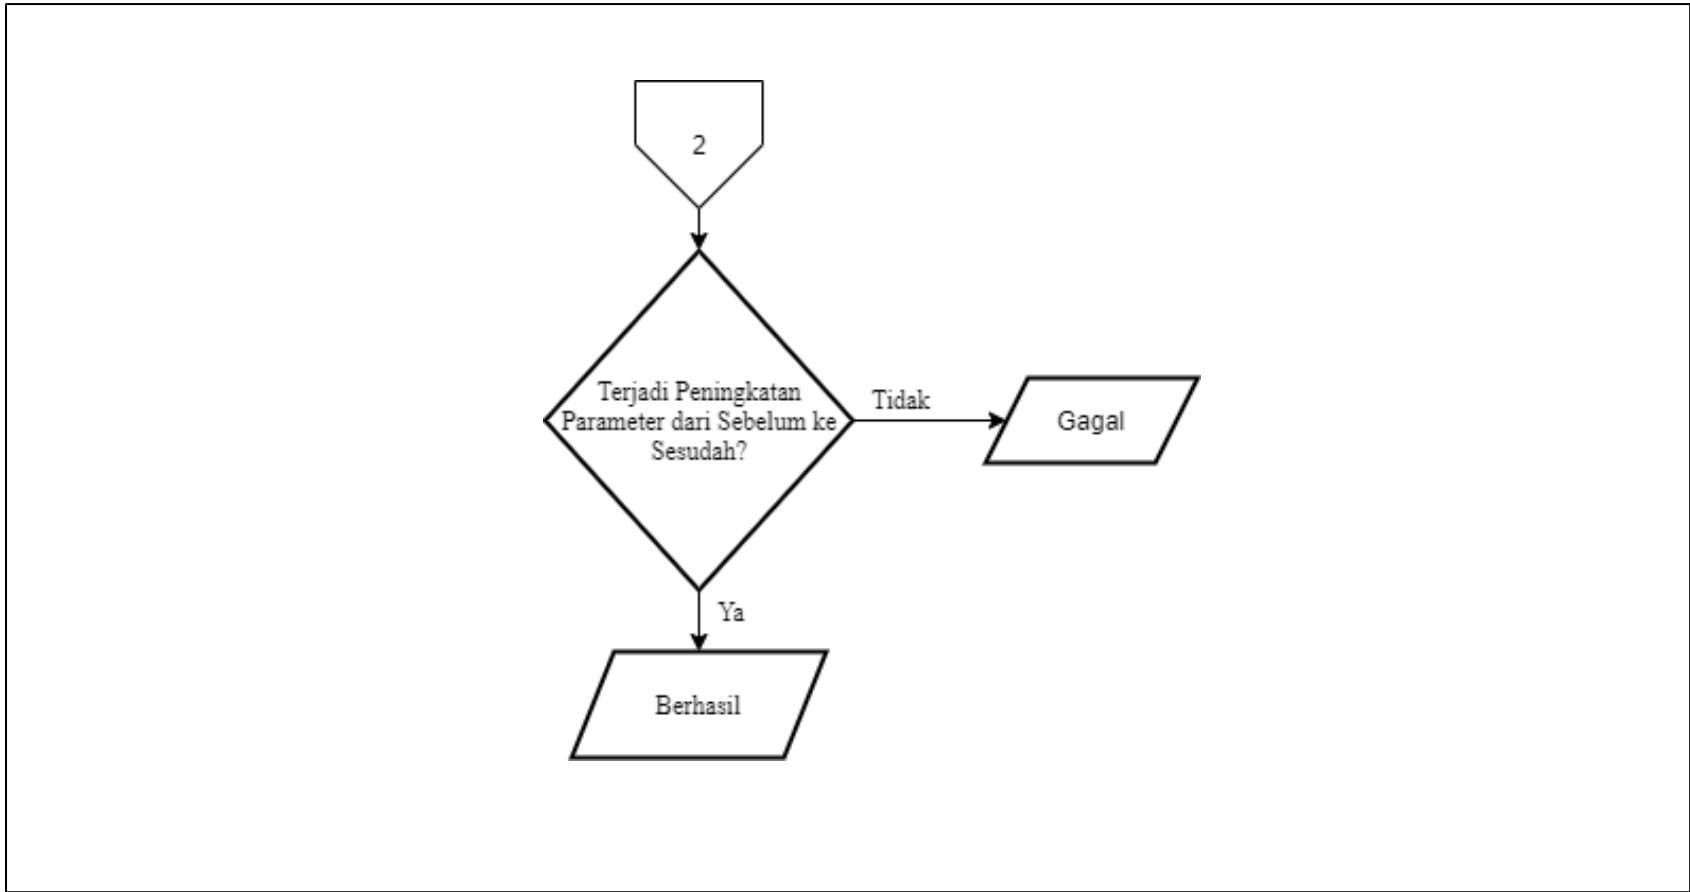 2
Terjadi Peningkatan
Parameter dari Sebelum ke
Sesudah?
Tidak
Gagal
Ya
Berhasil